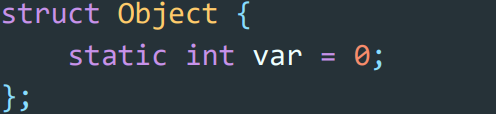 struct Object {
    static int var = 0;
};